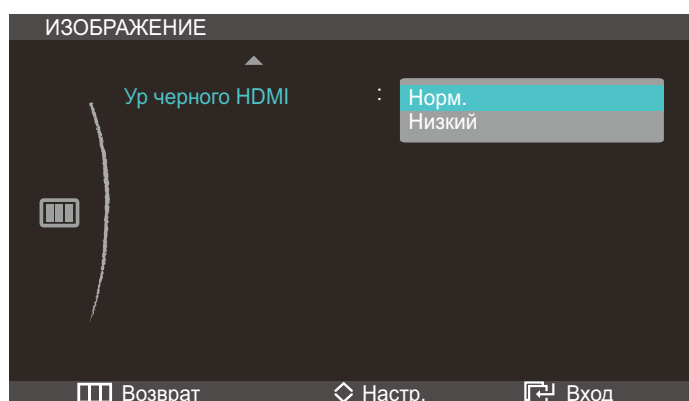 ИЗОБРАЖЕНИЕ
Ур черного HDMI : Норм.
Низкий
Возврат Настр. Вход